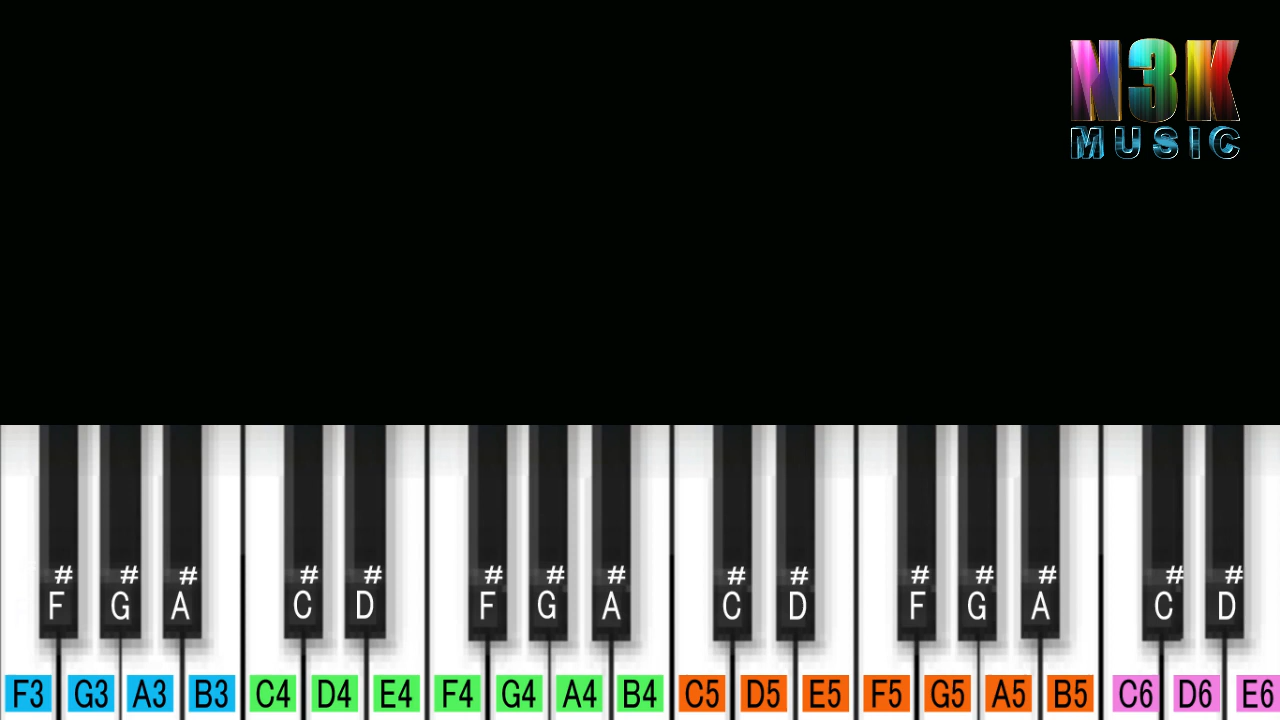 N3K
MUSIC
# # # # # # # # # # # # # # #
F G A C D F G A C D F G A C D
F3 G3 A3 B3 C4 D4 E4 F4 G4 A4 B4 C5 D5 E5 F5 G5 A5 B5 C6 D6 E6